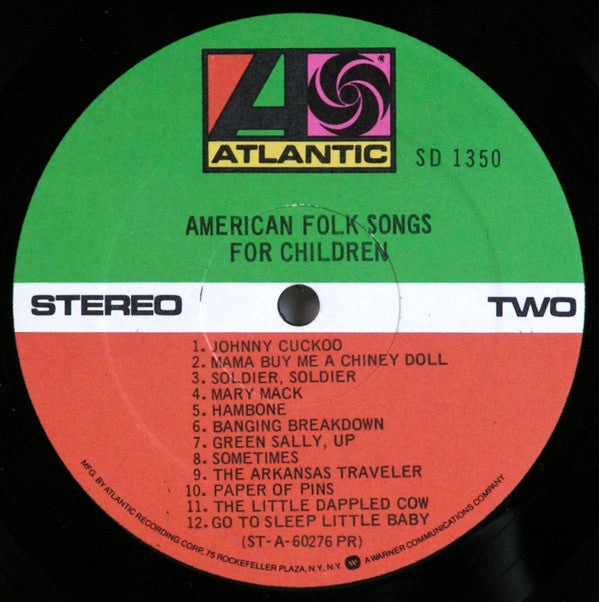 ATLANTIC
SD 1350
AMERICAN FOLK SONGS
FOR CHILDREN
STEREO
TWO
1. JOHNNY CUCKOO
2. MAMA BUY ME A CHINEY DOLL
3. SOLDIER, SOLDIER
4. MARY MACK
5. HAMBONE
6. BANGING BREAKDOWN
7. GREEN SALLY, UP
8. SOMETIMES
9. THE ARKANSAS TRAVELER
10. PAPER OF PINS
11. THE LITTLE DAPPLED COW
12. GO TO SLEEP LITTLE BABY
(ST-A-60276 PR)
MFG. BY ATLANTIC RECORDING CORP. 75 ROCKEFELLER PLAZA, N.Y. N.Y. W A WARNER COMMUNICATIONS COMPANY